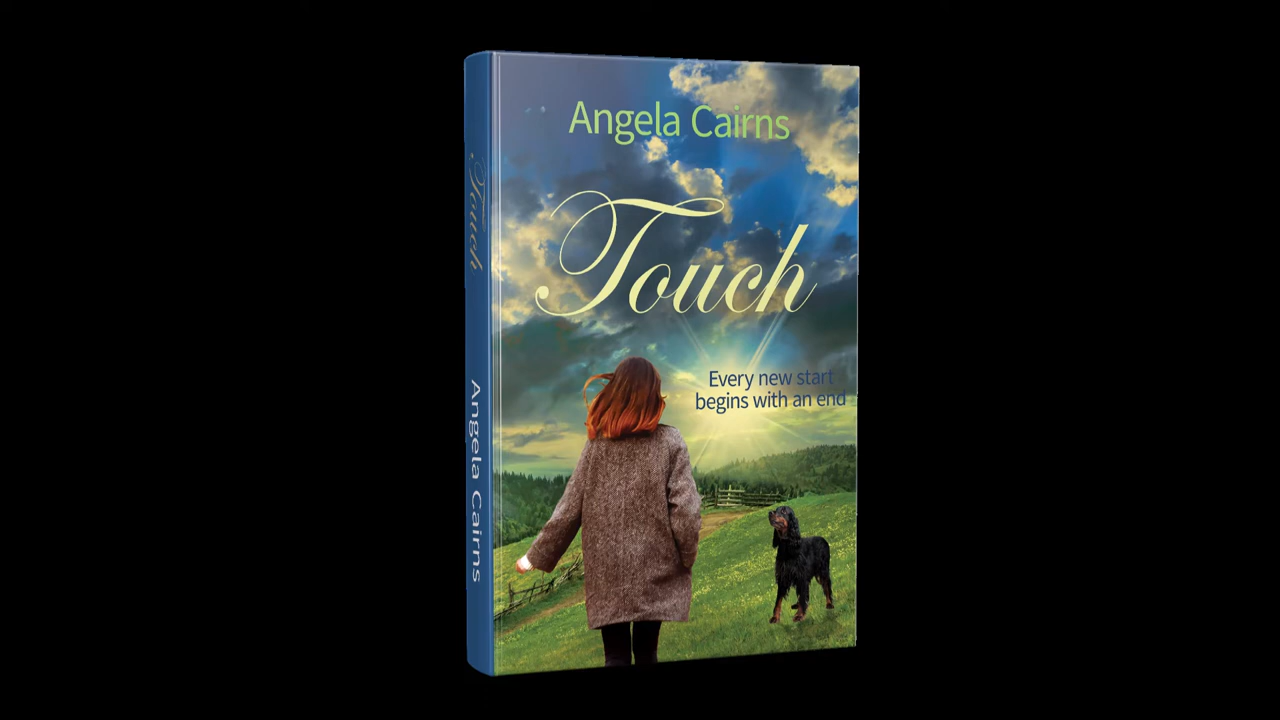 Angela Cairns
Touch
Every new start
begins with an end
Touch
Angela Cairns